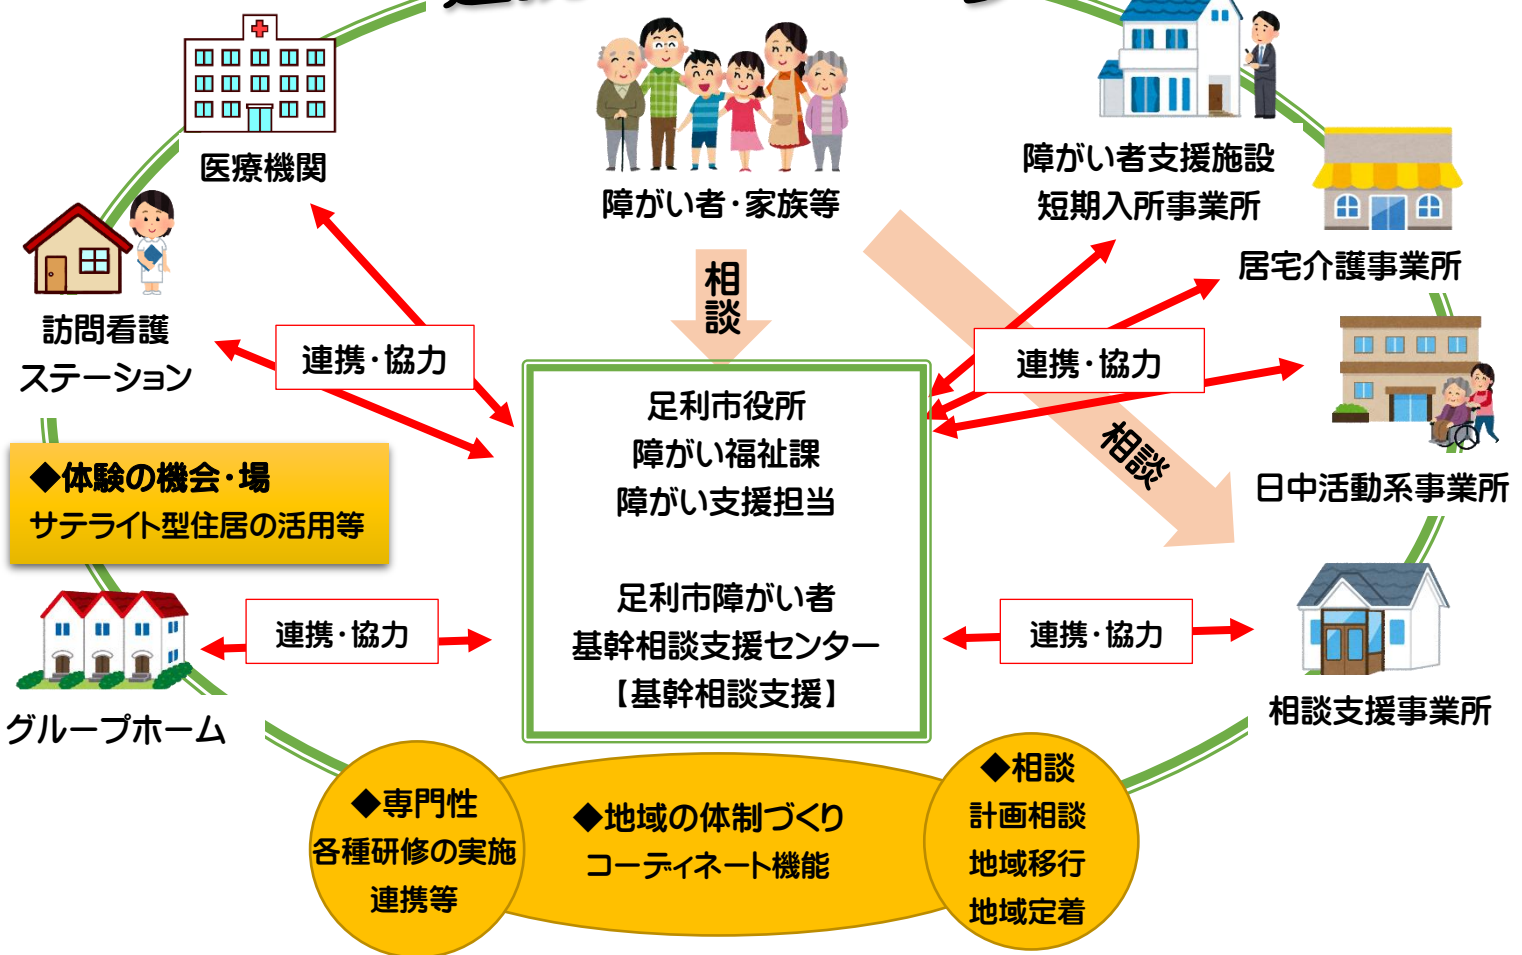 医療機関
障がい者・家族等
障がい者支援施設
短期入所事業所
居宅介護事業所
訪問看護
ステーション
相談
連携・協力
連携・協力
足利市役所
障がい福祉課
障がい支援担当
相談
日中活動系事業所
◆体験の機会・場
サテライト型住居の活用等
足利市障がい者
基幹相談支援センター
【基幹相談支援】
連携・協力
連携・協力
グループホーム
相談支援事業所
◆専門性
各種研修の実施
連携等
◆地域の体制づくり
コーディネート機能
◆相談
計画相談
地域移行
地域定着